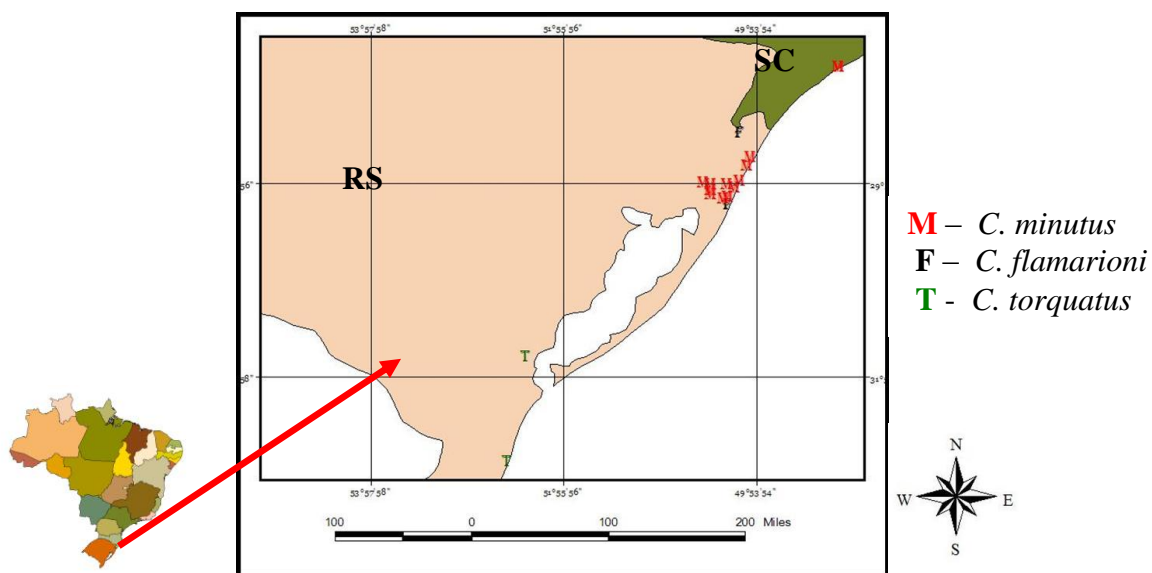 53°57'58" 51°55'56" 49°53'54"
SC
M
F
M
M
RS
M M M M
M M
M M M
F
29°
56"
M – C. minutus
F – C. flamarioni
T - C. torquatus
T
58" 31°
T
53°57'58" 51°55'56" 49°53'54"
100 0 100 200 Miles
N
W E
S